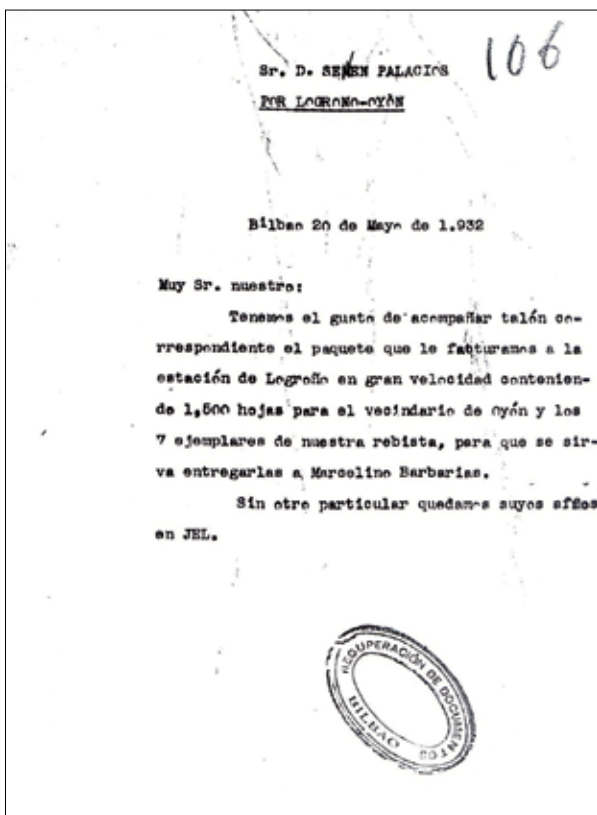 106
Sr. D. SENEN PALACIOS
POR LOGROÑO-OYÓN
Bilbao 20 de Mayo de 1.932
Muy Sr. nuestro:
Tenemos el gusto de acompañar talón co-
rrespondiente el paquete que le facturamos a la
estación de Logroño en gran velocidad contenien-
do 1,500 hojas para el vecindario de Oyón y los
7 ejemplares de nuestra rebista, para que se sir-
va entregarlas a Marcelino Barbarias.
Sin otro particular quedamos suyos affmos
en JEL.
RECUPERACIÓN DE DOCUMENTOS
BILBAO